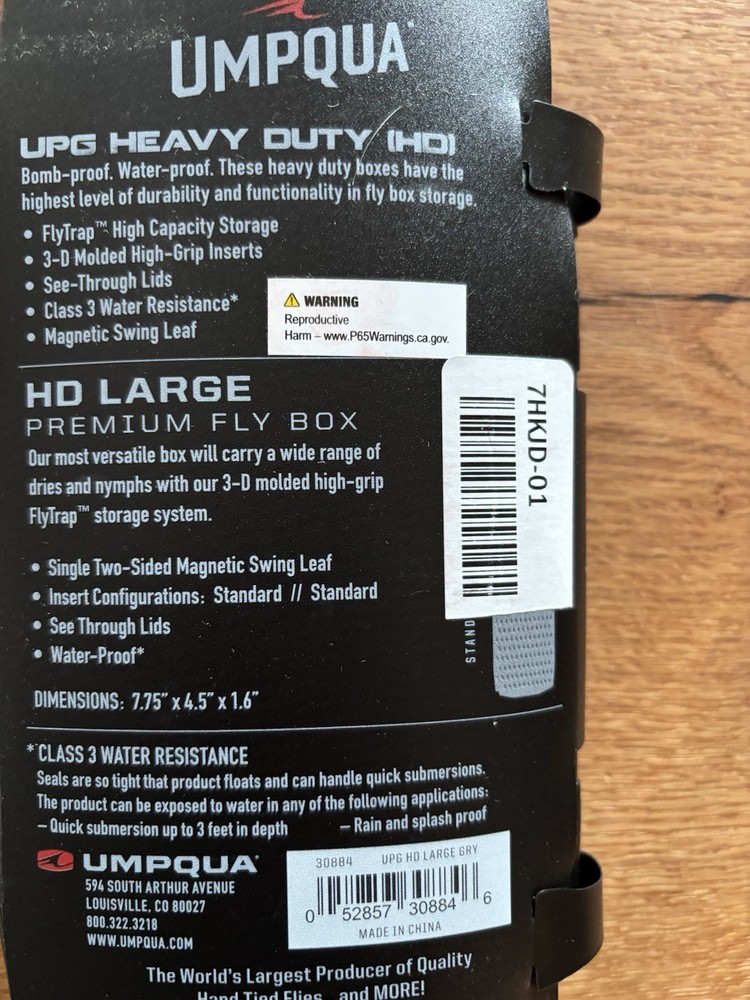 UMPQUA®
UPG HEAVY DUTY (HD)
Bomb-proof. Water-proof. These heavy duty boxes have the
highest level of durability and functionality in fly box storage.
• FlyTrap™ High Capacity Storage
• 3-D Molded High-Grip Inserts
• See-Through Lids
• Class 3 Water Resistance*
• Magnetic Swing Leaf
WARNING
Reproductive
Harm – www.P65Warnings.ca.gov.
HD LARGE
PREMIUM FLY BOX
Our most versatile box will carry a wide range of
dries and nymphs with our 3-D molded high-grip
FlyTrap™ storage system.
7HKJD-01
• Single Two-Sided Magnetic Swing Leaf
• Insert Configurations: Standard // Standard
• See Through Lids
• Water-Proof*
STAND
DIMENSIONS: 7.75" x 4.5" x 1.6"
*CLASS 3 WATER RESISTANCE
Seals are so tight that product floats and can handle quick submersions.
The product can be exposed to water in any of the following applications:
– Quick submersion up to 3 feet in depth – Rain and splash proof
UMPQUA®
594 SOUTH ARTHUR AVENUE
LOUISVILLE, CO 80027
800.322.3218
WWW.UMPQUA.COM
30884 UPG HD LARGE GRY
0 52857 30884 6
MADE IN CHINA
The World's Largest Producer of Quality
Hand Tied Flies...and MORE!